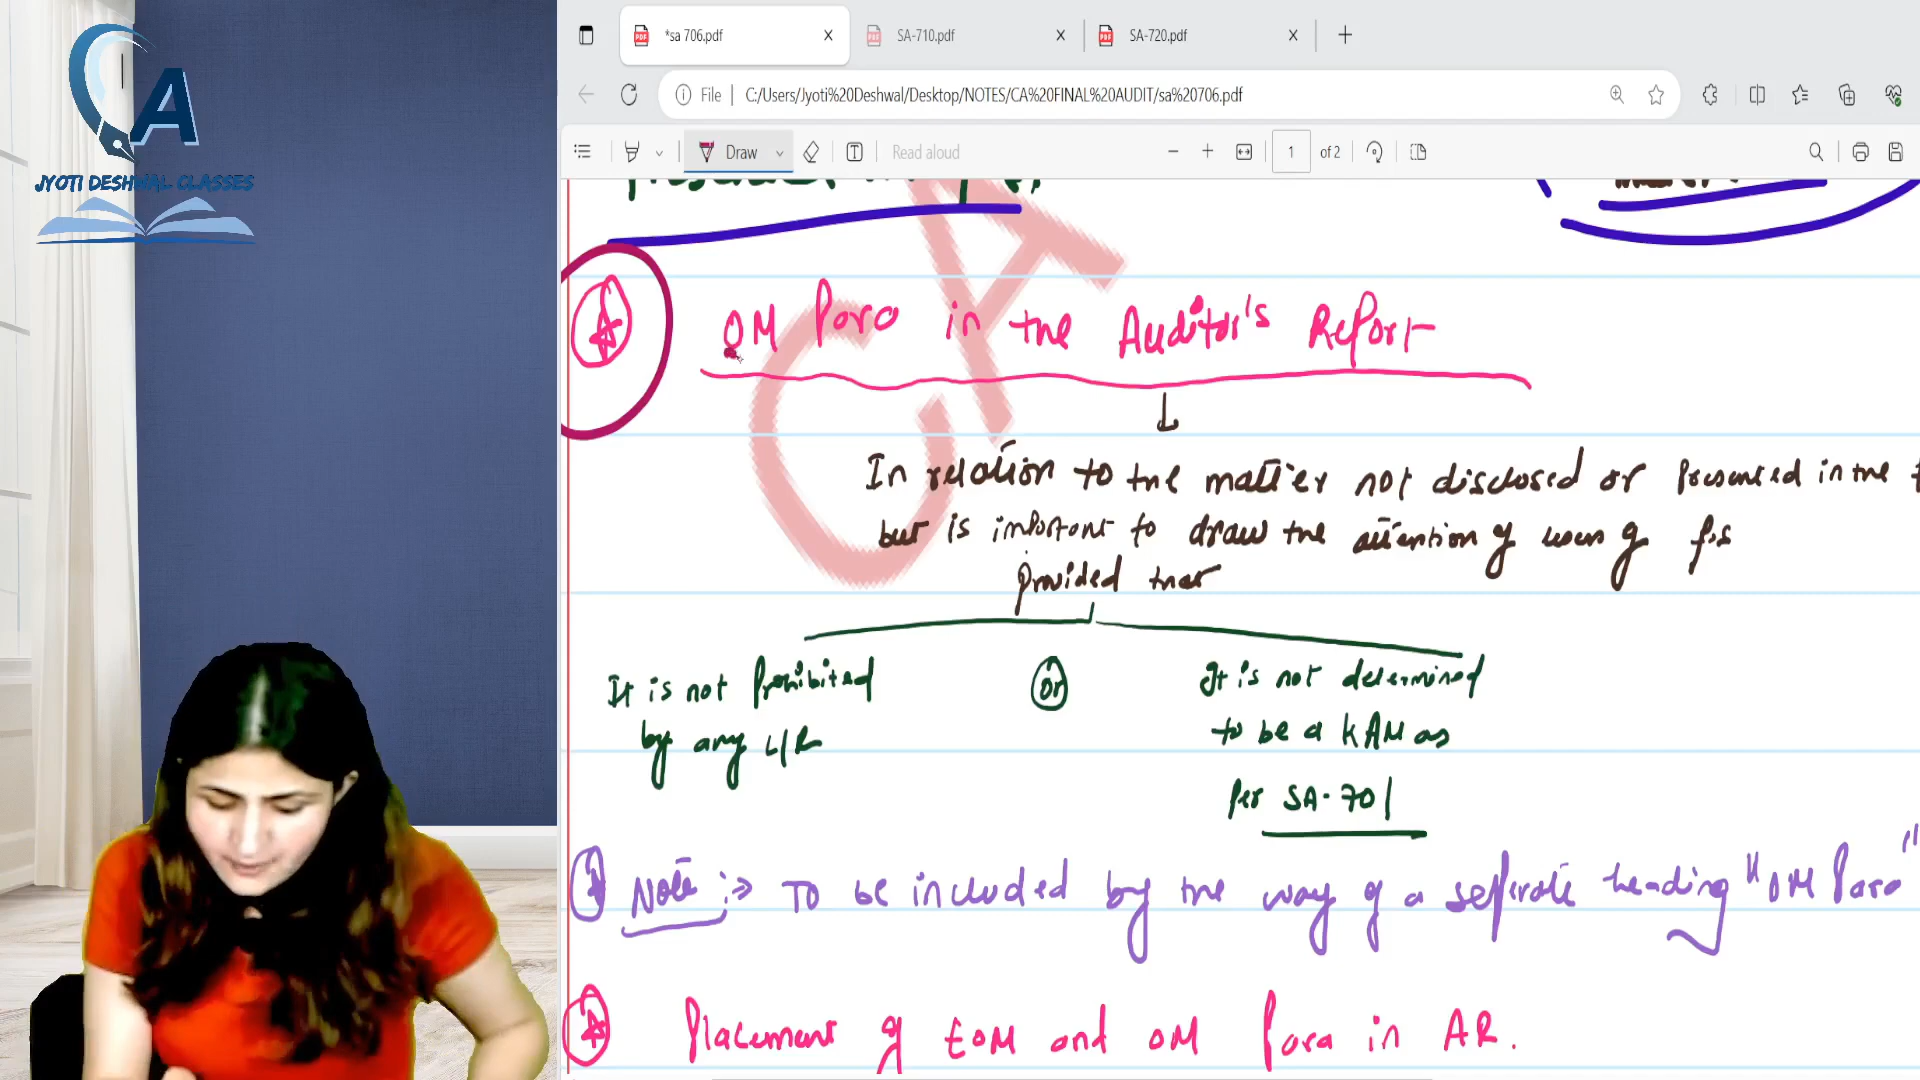 CA
JYOTI DESHWAL CLASSES
*sa 706.pdf
SA-710.pdf
SA-720.pdf
File
C:/Users/Jyoti%20Deshwal/Desktop/NOTES/CA%20FINAL%20AUDIT/sa%20706.pdf
Draw
Read aloud
1 of 2
CA
OM Para in the Auditor's Report
In relation to the matter not disclosed or presented in the
but is important to draw the attention of users of f.s
provided that
It is not prohibited
by any L/R
or
It is not determined
to be a KAM as
per SA-701
Note :→ To be included by the way of a seperate heading "OM Para"
Placement of EOM and OM Para in AR.